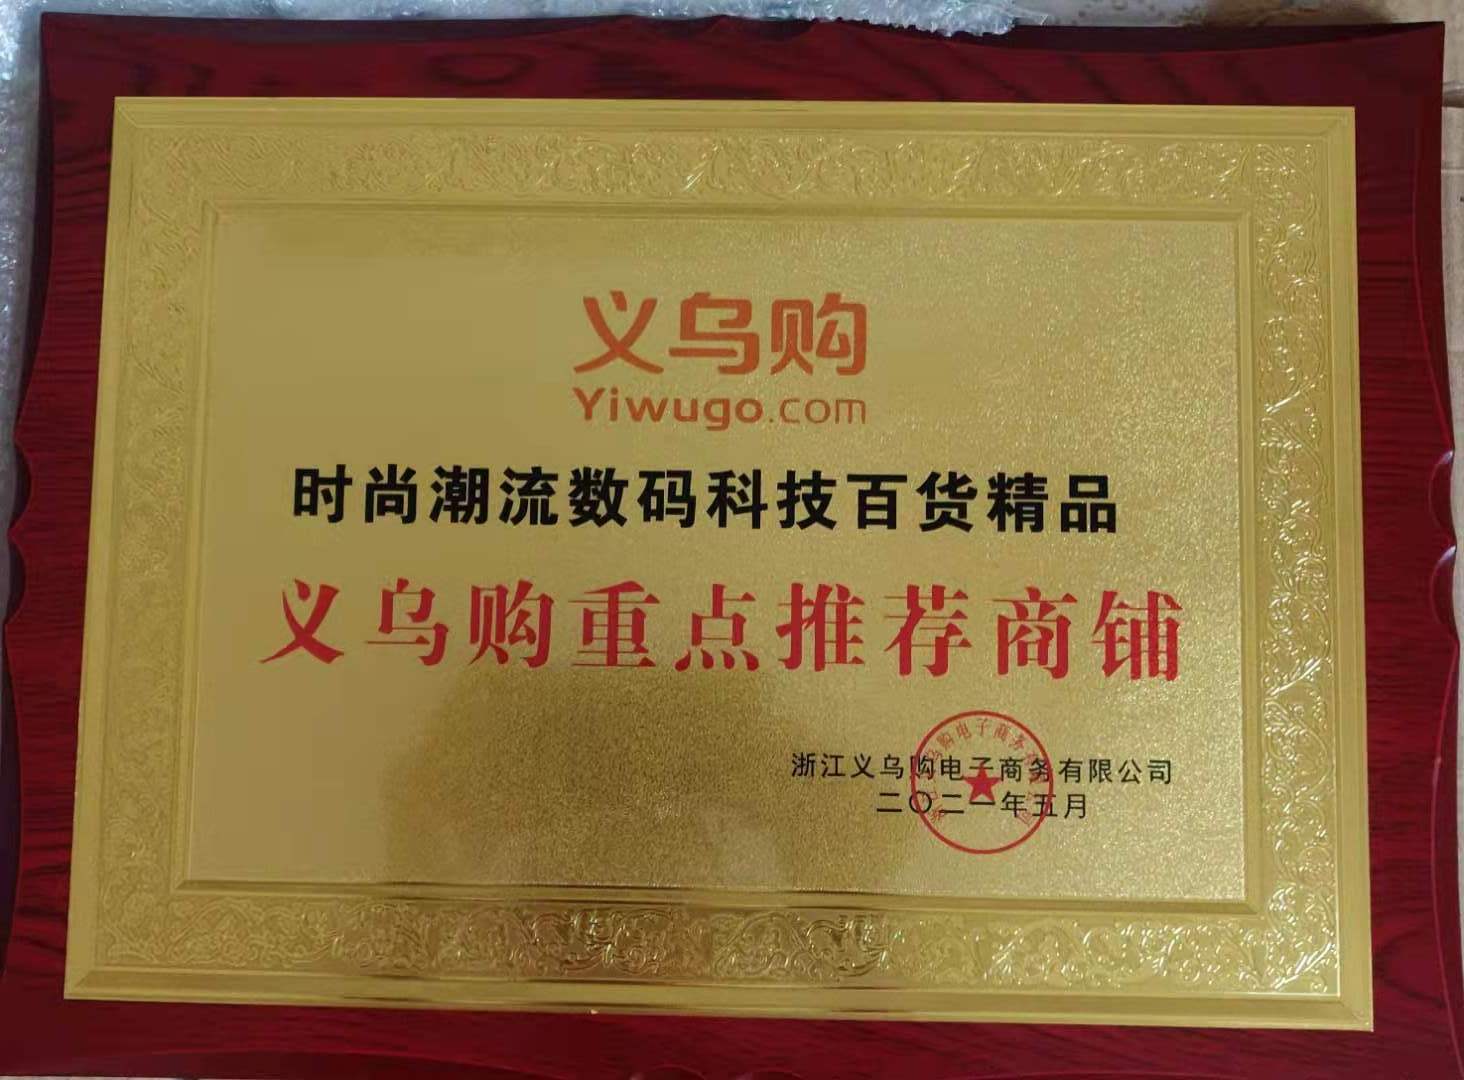 义乌购
Yiwugo.com
时尚潮流数码科技百货精品
义乌购重点推荐商铺
浙江义乌购电子商务有限公司
二〇二一年五月